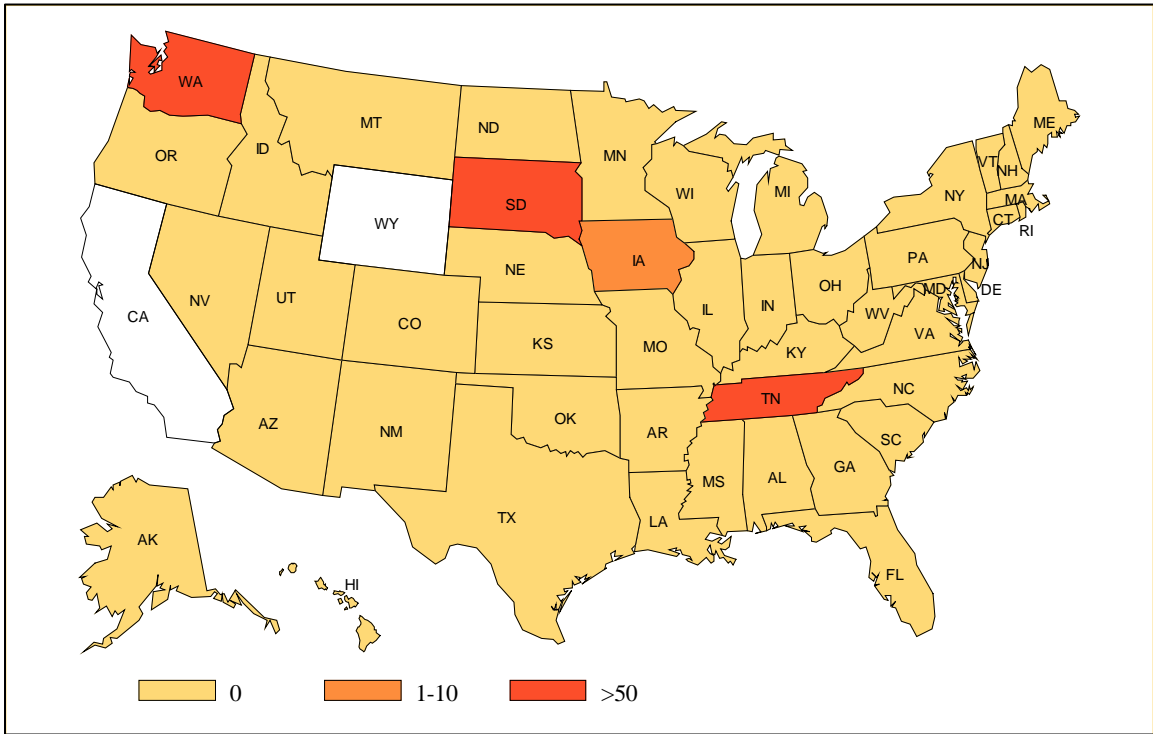 WA
MT
ND
ME
OR
ID
MN
VT
NH
WI
MI
NY
MA
SD
CT
RI
WY
IA
PA
NJ
NE
OH
MD
DE
NV
UT
IL
IN
WV
CA
CO
VA
KS
MO
KY
NC
TN
AZ
NM
OK
AR
SC
GA
MS
AL
TX
LA
AK
FL
HI
0
1-10
>50